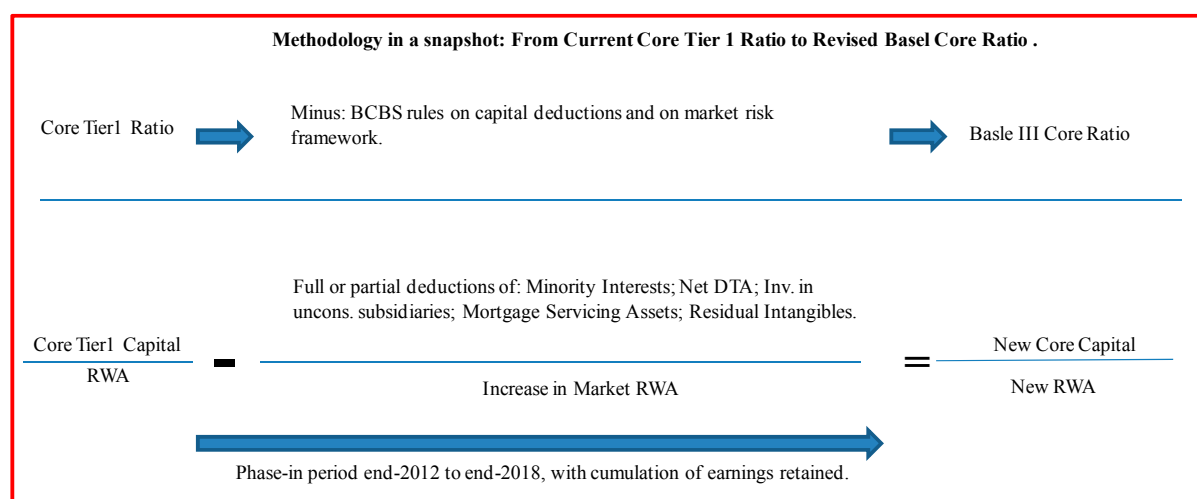 Methodology in a snapshot: From Current Core Tier 1 Ratio to Revised Basel Core Ratio .
Core Tier1 Ratio
Minus: BCBS rules on capital deductions and on market risk
framework.
Basle III Core Ratio
Full or partial deductions of: Minority Interests; Net DTA; Inv. in
uncons. subsidiaries; Mortgage Servicing Assets; Residual Intangibles.
Core Tier1 Capital
RWA
-
Increase in Market RWA
=
New Core Capital
New RWA
Phase-in period end-2012 to end-2018, with cumulation of earnings retained.